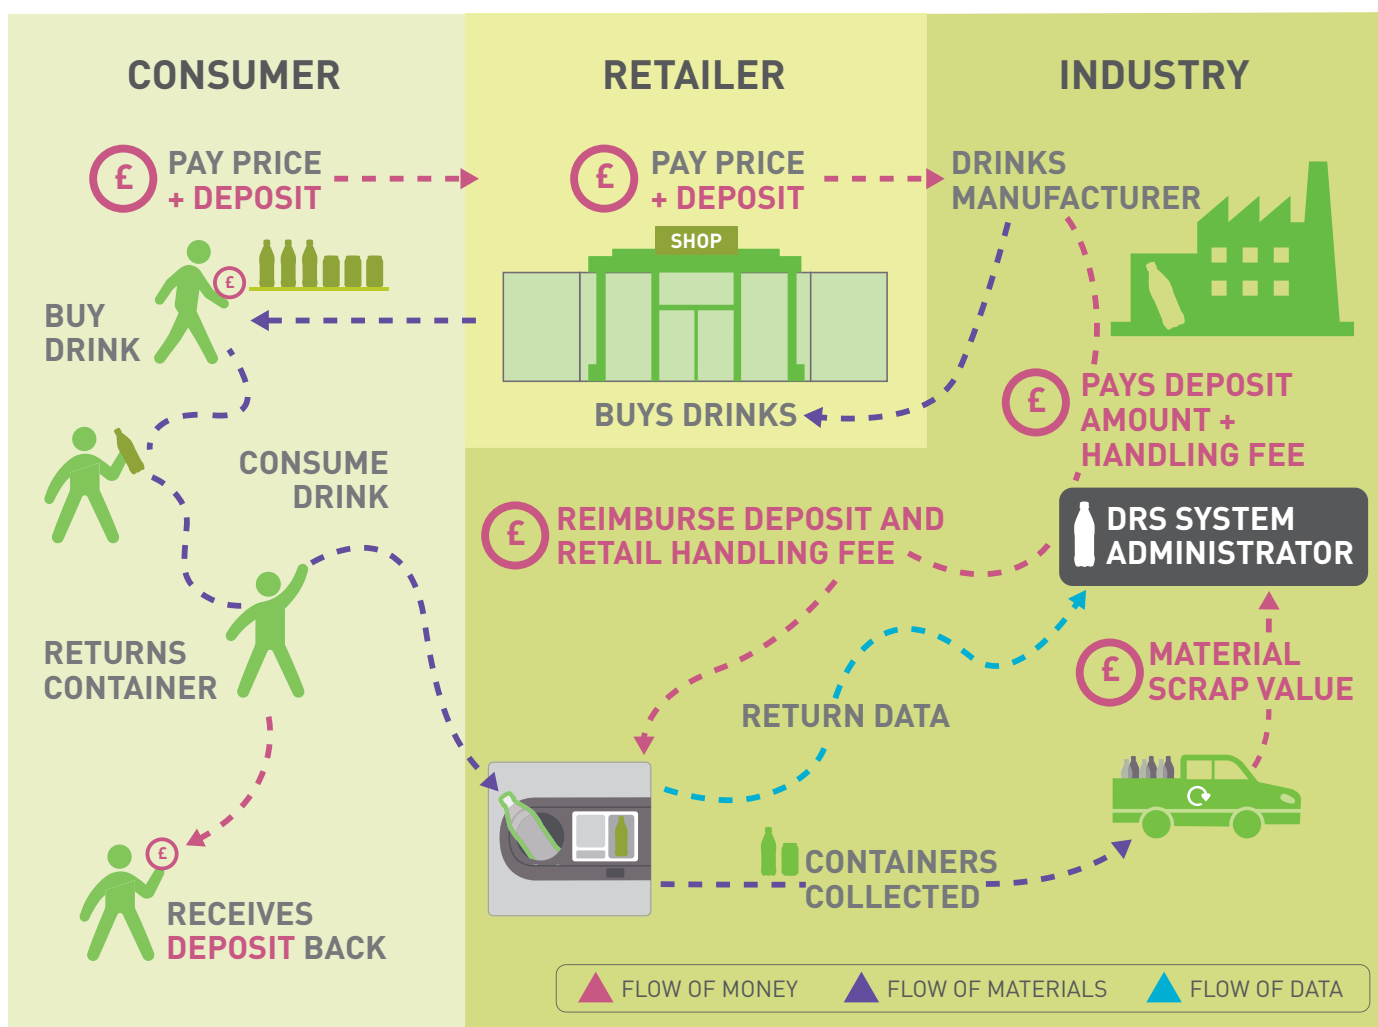 CONSUMER
RETAILER
INDUSTRY
£
PAY PRICE
+ DEPOSIT
£
PAY PRICE
+ DEPOSIT
DRINKS
MANUFACTURER
SHOP
£
BUY
DRINK
BUYS DRINKS
£
PAYS DEPOSIT
AMOUNT +
HANDLING FEE
CONSUME
DRINK
£
REIMBURSE DEPOSIT AND
RETAIL HANDLING FEE
DRS SYSTEM
ADMINISTRATOR
RETURNS
CONTAINER
£
MATERIAL
SCRAP VALUE
RETURN DATA
£
RECEIVES
DEPOSIT BACK
CONTAINERS
COLLECTED
FLOW OF MONEY
FLOW OF MATERIALS
FLOW OF DATA